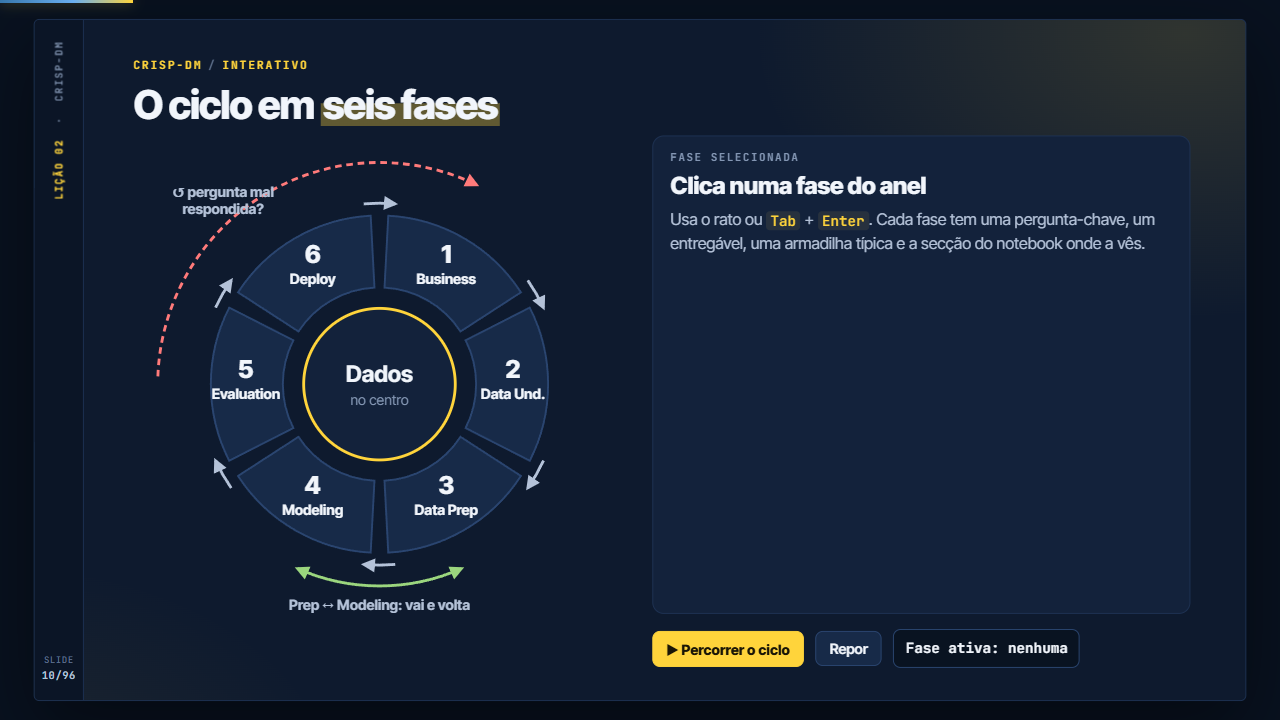 LIÇÃO 02 · CRISP-DM
CRISP-DM / INTERATIVO
O ciclo em seis fases
↺ pergunta mal
respondida?
6
Deploy
1
Business
5
Evaluation
Dados
no centro
2
Data Und.
4
Modeling
3
Data Prep
Prep ↔ Modeling: vai e volta
FASE SELECIONADA
Clica numa fase do anel
Usa o rato ou Tab + Enter. Cada fase tem uma pergunta-chave, um
entregável, uma armadilha típica e a secção do notebook onde a vês.
▶ Percorrer o ciclo
Repor
Fase ativa: nenhuma
SLIDE
10/96